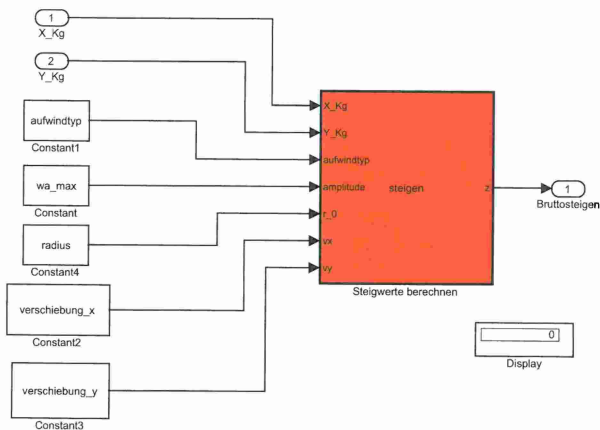 1
X_Kg
2
Y_Kg
aufwindtyp
Constant1
wa_max
Constant
radius
Constant4
verschiebung_x
Constant2
verschiebung_y
Constant3
X_Kg
Y_Kg
aufwindtyp
amplitude
steigen
z
r_0
vx
vy
Steigwerte berechnen
1
Bruttosteigen
0
Display